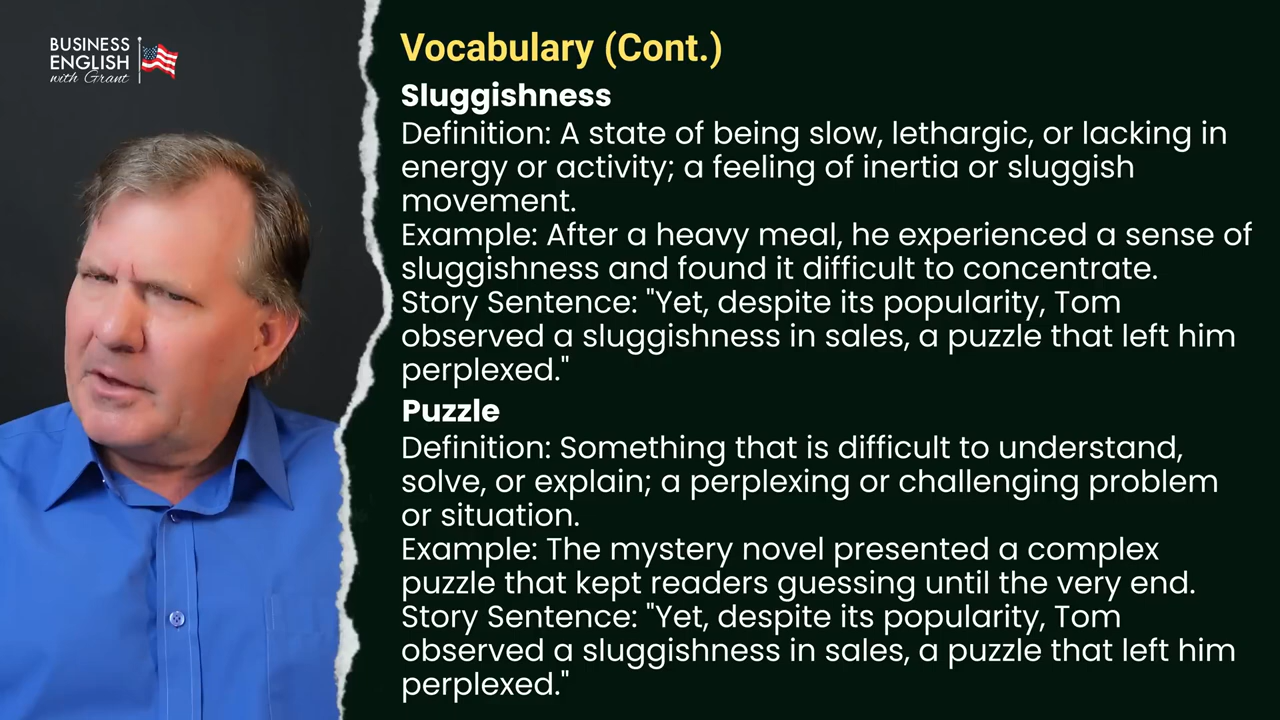 BUSINESS
ENGLISH
with Grant
Vocabulary (Cont.)
Sluggishness
Definition: A state of being slow, lethargic, or lacking in
energy or activity; a feeling of inertia or sluggish
movement.
Example: After a heavy meal, he experienced a sense of
sluggishness and found it difficult to concentrate.
Story Sentence: "Yet, despite its popularity, Tom
observed a sluggishness in sales, a puzzle that left him
perplexed."
Puzzle
Definition: Something that is difficult to understand,
solve, or explain; a perplexing or challenging problem
or situation.
Example: The mystery novel presented a complex
puzzle that kept readers guessing until the very end.
Story Sentence: "Yet, despite its popularity, Tom
observed a sluggishness in sales, a puzzle that left him
perplexed."